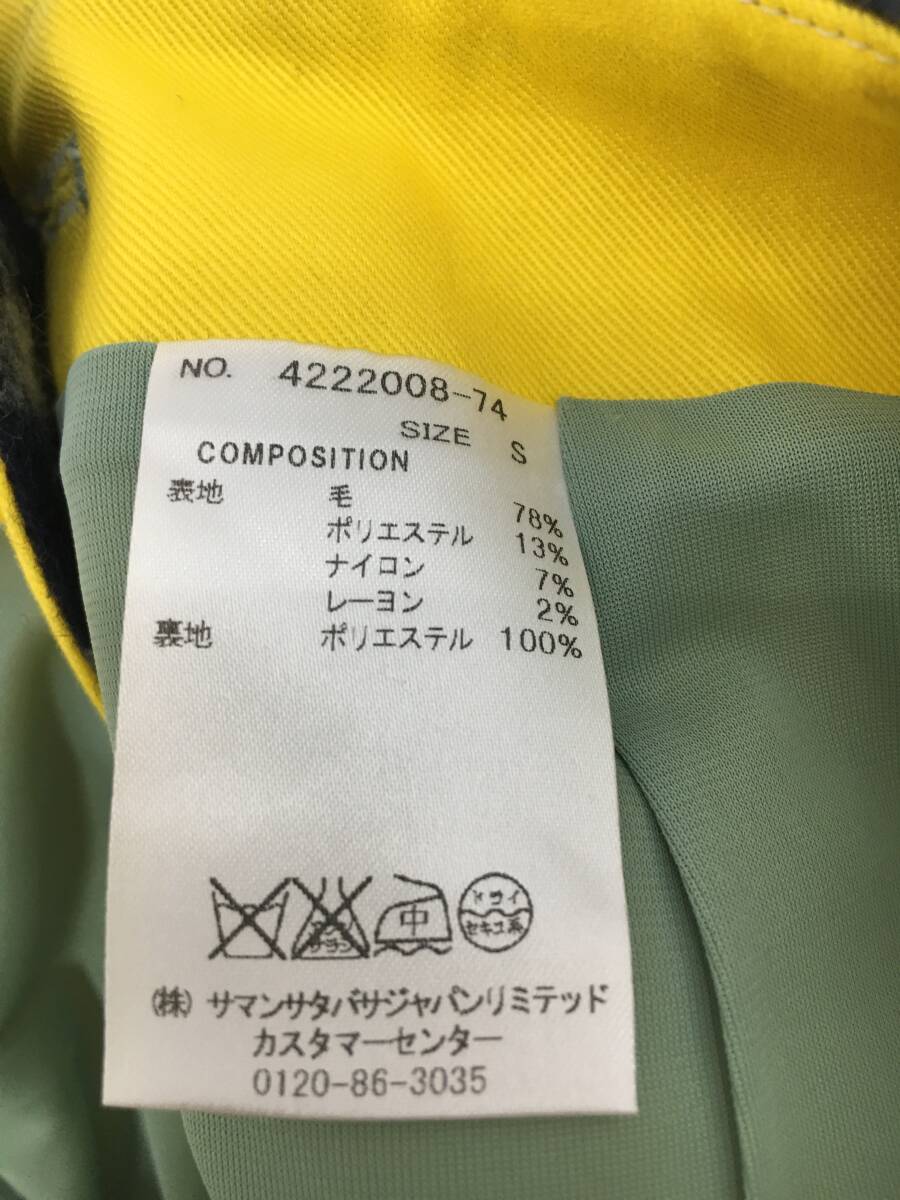 NO. 4222008-74
SIZE S
COMPOSITION
表地 毛 78%
ポリエステル 13%
ナイロン 7%
レーヨン 2%
裏地 ポリエステル 100%
中
ドライ
セキユ系
(株) サマンサタバサジャパンリミテッド
カスタマーセンター
0120-86-3035